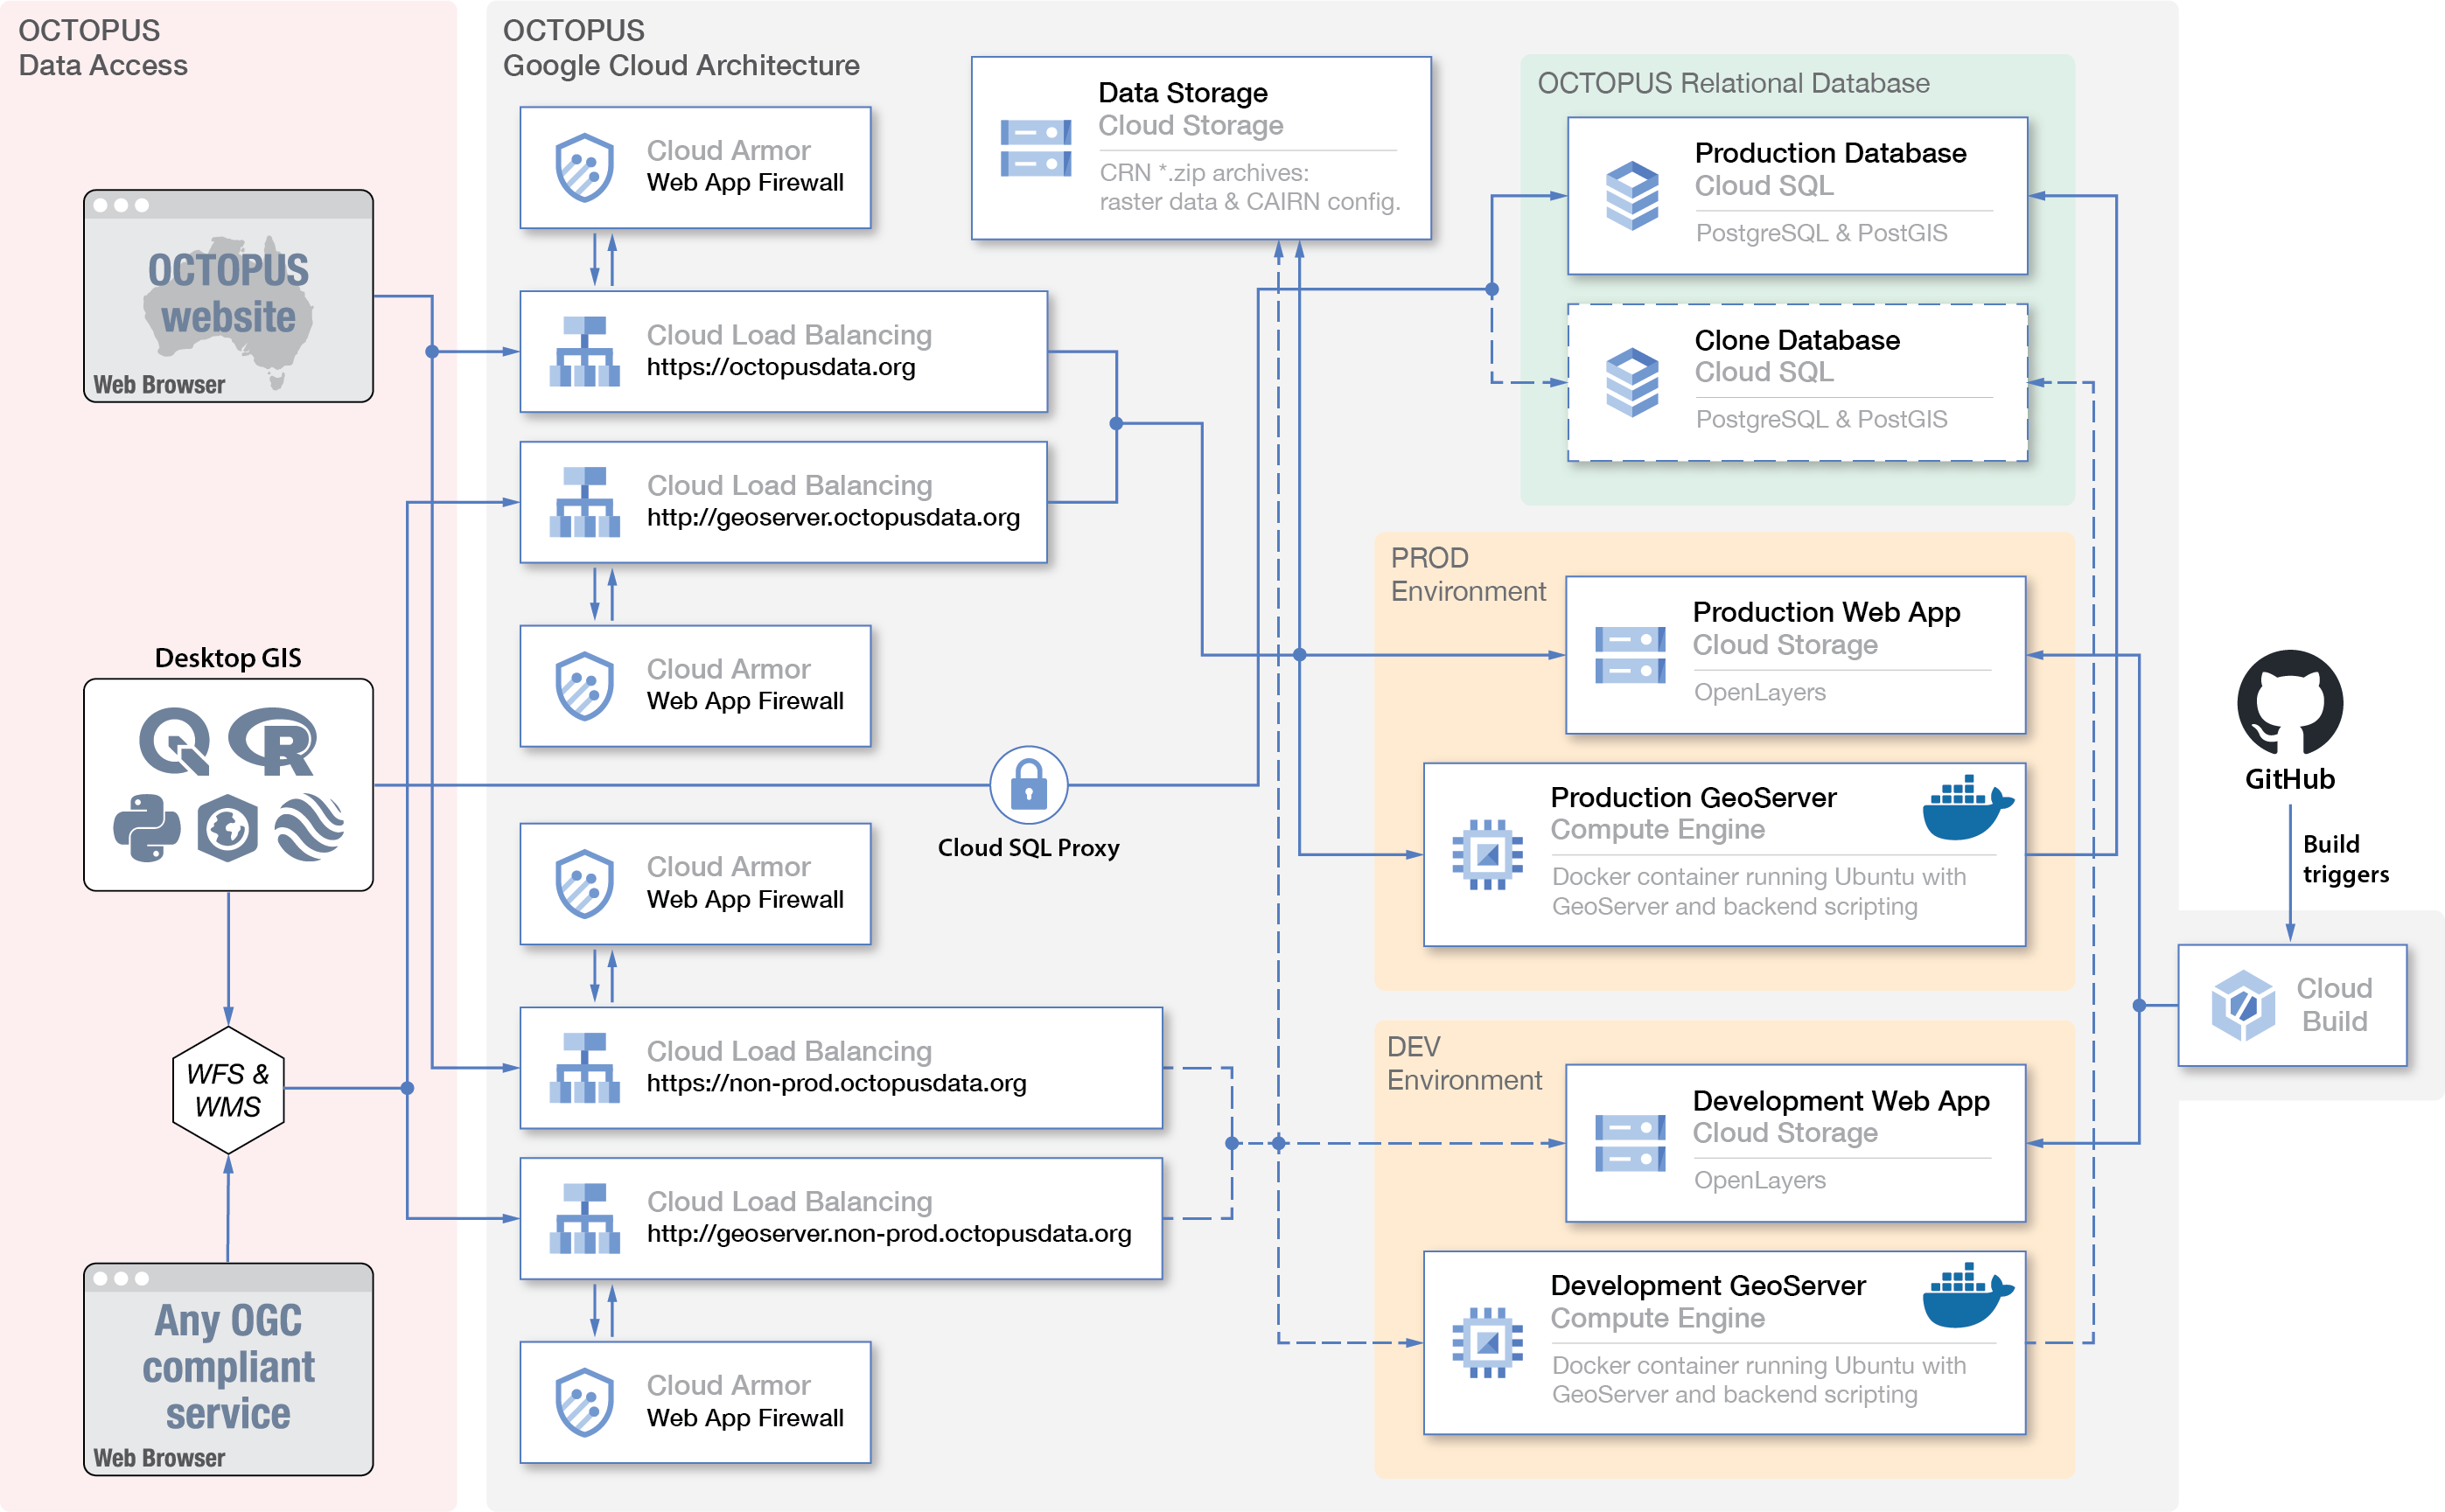 OCTOPUS
Data Access
OCTOPUS
website
Web Browser
Desktop GIS
R
WFS &
WMS
Any OGC
compliant
service
Web Browser
OCTOPUS
Google Cloud Architecture
Cloud Armor
Web App Firewall
Cloud Load Balancing
https://octopusdata.org
Cloud Load Balancing
http://geoserver.octopusdata.org
Cloud Armor
Web App Firewall
Cloud SQL Proxy
Cloud Armor
Web App Firewall
Cloud Load Balancing
https://non-prod.octopusdata.org
Cloud Load Balancing
http://geoserver.non-prod.octopusdata.org
Cloud Armor
Web App Firewall
Data Storage
Cloud Storage
CRN *.zip archives:
raster data & CAIRN config.
OCTOPUS Relational Database
Production Database
Cloud SQL
PostgreSQL & PostGIS
Clone Database
Cloud SQL
PostgreSQL & PostGIS
PROD
Environment
Production Web App
Cloud Storage
OpenLayers
Production GeoServer
Compute Engine
Docker container running Ubuntu with
GeoServer and backend scripting
DEV
Environment
Development Web App
Cloud Storage
OpenLayers
Development GeoServer
Compute Engine
Docker container running Ubuntu with
GeoServer and backend scripting
GitHub
Build
triggers
Cloud
Build